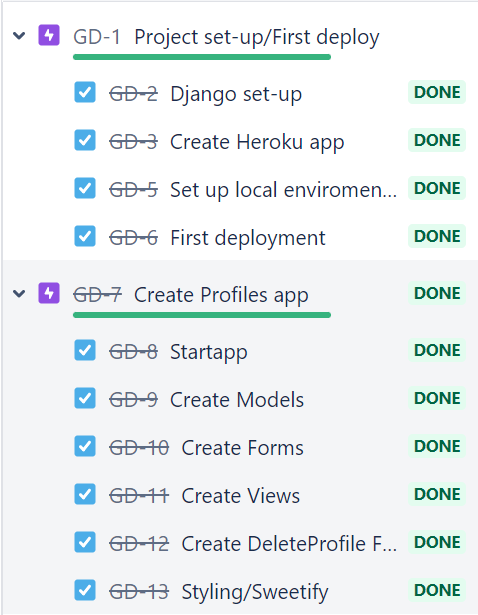 GD-1 Project set-up/First deploy
GD-2 Django set-up DONE
GD-3 Create Heroku app DONE
GD-5 Set up local enviromen... DONE
GD-6 First deployment DONE
GD-7 Create Profiles app DONE
GD-8 Startapp DONE
GD-9 Create Models DONE
GD-10 Create Forms DONE
GD-11 Create Views DONE
GD-12 Create DeleteProfile F... DONE
GD-13 Styling/Sweetify DONE